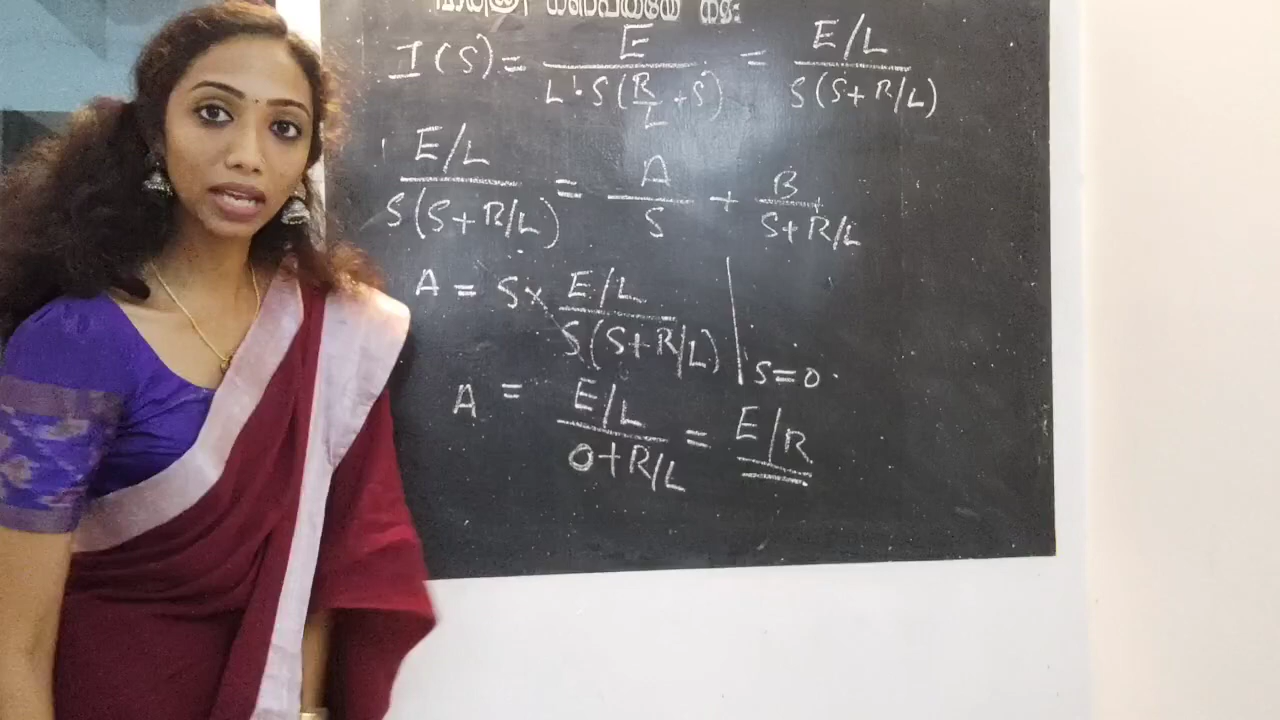 I(S) = E / L·S(R/L + S) = E/L / S(S + R/L)
E/L / S(S + R/L) = A / S + B / S + R/L
A = S × E/L / S(S + R/L) | S=0
A = E/L / 0 + R/L = E/R